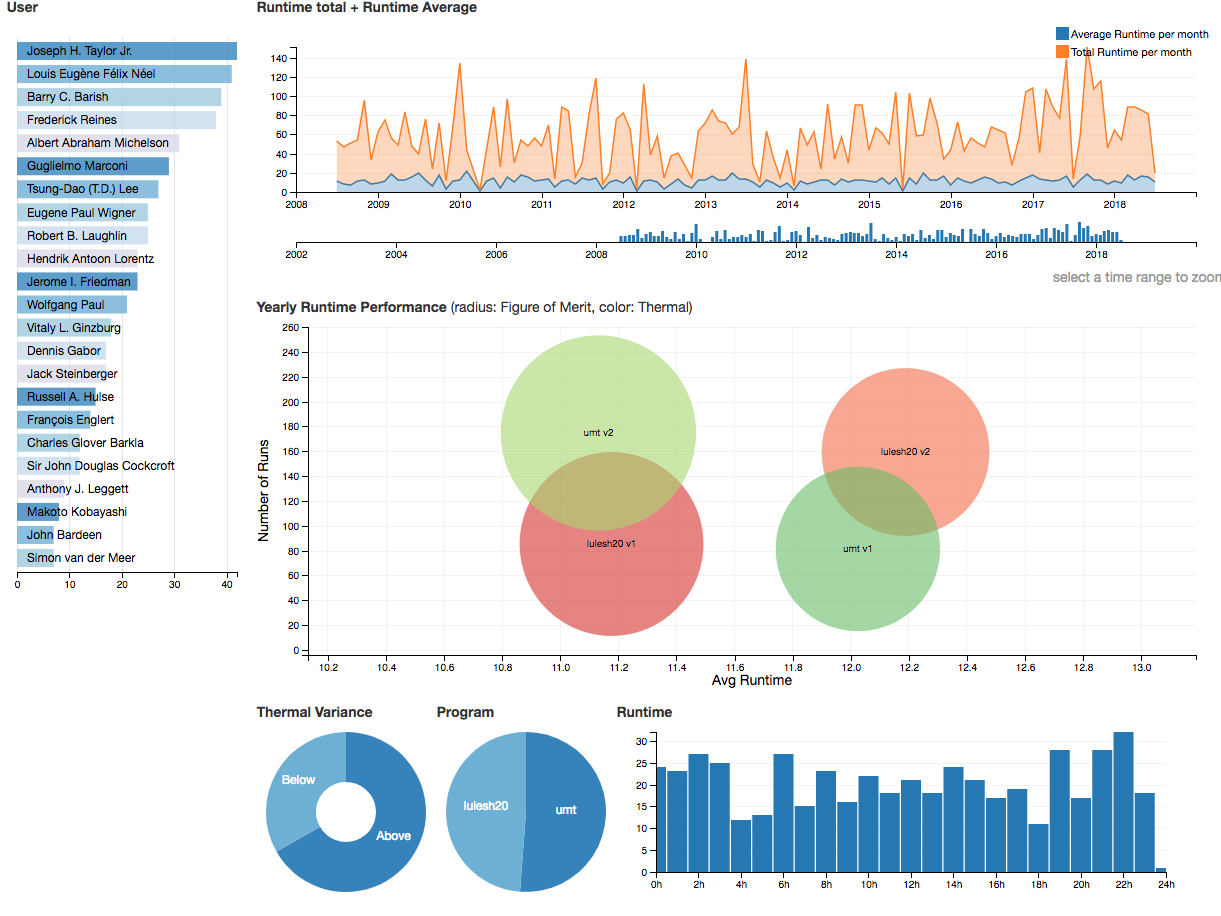 User
Joseph H. Taylor Jr.
Louis Eugène Félix Néel
Barry C. Barish
Frederick Reines
Albert Abraham Michelson
Guglielmo Marconi
Tsung-Dao (T.D.) Lee
Eugene Paul Wigner
Robert B. Laughlin
Hendrik Antoon Lorentz
Jerome I. Friedman
Wolfgang Paul
Vitaly L. Ginzburg
Dennis Gabor
Jack Steinberger
Russell A. Hulse
François Englert
Charles Glover Barkla
Sir John Douglas Cockcroft
Anthony J. Leggett
Makoto Kobayashi
John Bardeen
Simon van der Meer
0 10 20 30 40
Runtime total + Runtime Average
Average Runtime per month
Total Runtime per month
140
120
100
80
60
40
20
0
2008 2009 2010 2011 2012 2013 2014 2015 2016 2017 2018
2002 2004 2006 2008 2010 2012 2014 2016 2018
select a time range to zoom
Yearly Runtime Performance (radius: Figure of Merit, color: Thermal)
Number of Runs
260
240
220
200
180
160
140
120
100
80
60
40
20
0
umt v2
lulesh20 v2
lulesh20 v1
umt v1
10.2 10.4 10.6 10.8 11.0 11.2 11.4 11.6 11.8 12.0 12.2 12.4 12.6 12.8 13.0
Avg Runtime
Thermal Variance
Below
Above
Program
lulesh20
umt
Runtime
30
25
20
15
10
5
0
0h 2h 4h 6h 8h 10h 12h 14h 16h 18h 20h 22h 24h